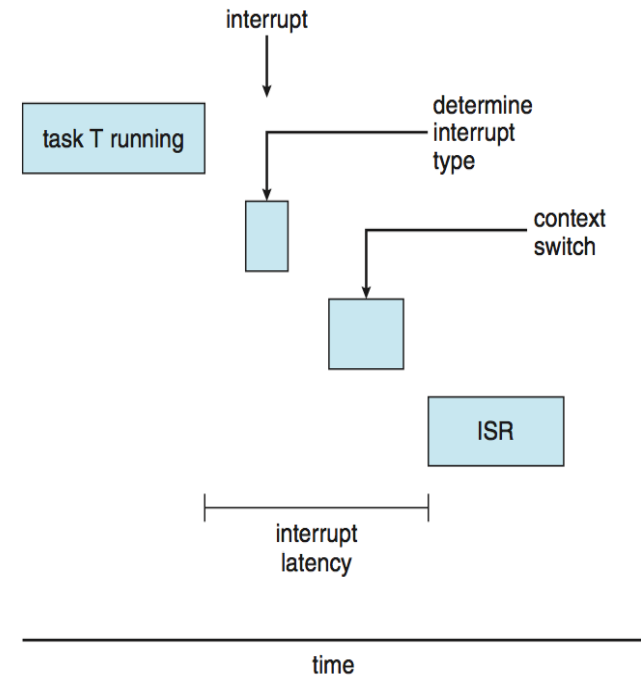 interrupt
task T running
determine
interrupt
type
context
switch
ISR
interrupt
latency
time